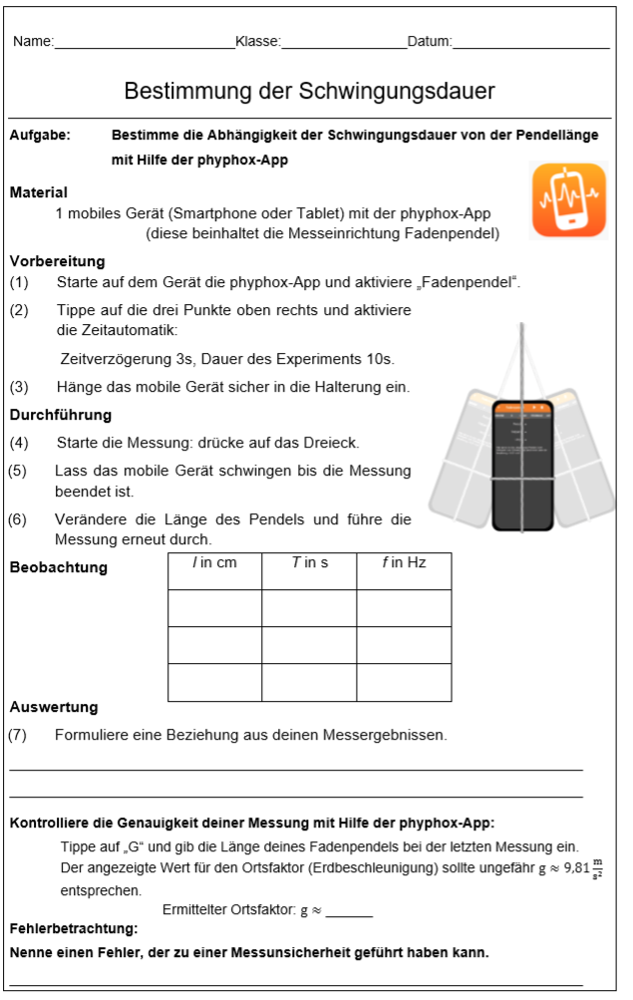 Name:_______________________Klasse:________________Datum:____________________
Bestimmung der Schwingungsdauer
Aufgabe: Bestimme die Abhängigkeit der Schwingungsdauer von der Pendellänge
mit Hilfe der phyphox-App
Material
1 mobiles Gerät (Smartphone oder Tablet) mit der phyphox-App
(diese beinhaltet die Messeinrichtung Fadenpendel)
Vorbereitung
(1) Starte auf dem Gerät die phyphox-App und aktiviere „Fadenpendel“.
(2) Tippe auf die drei Punkte oben rechts und aktiviere
die Zeitautomatik:
Zeitverzögerung 3s, Dauer des Experiments 10s.
(3) Hänge das mobile Gerät sicher in die Halterung ein.
Durchführung
(4) Starte die Messung: drücke auf das Dreieck.
(5) Lass das mobile Gerät schwingen bis die Messung
beendet ist.
(6) Verändere die Länge des Pendels und führe die
Messung erneut durch.
Beobachtung
l in cm T in s f in Hz
Auswertung
(7) Formuliere eine Beziehung aus deinen Messergebnissen.
Kontrolliere die Genauigkeit deiner Messung mit Hilfe der phyphox-App:
Tippe auf „G“ und gib die Länge deines Fadenpendels bei der letzten Messung ein.
Der angezeigte Wert für den Ortsfaktor (Erdbeschleunigung) sollte ungefähr g ≈ 9,81 m/s²
entsprechen.
Ermittelter Ortsfaktor: g ≈ ______
Fehlerbetrachtung:
Nenne einen Fehler, der zu einer Messunsicherheit geführt haben kann.